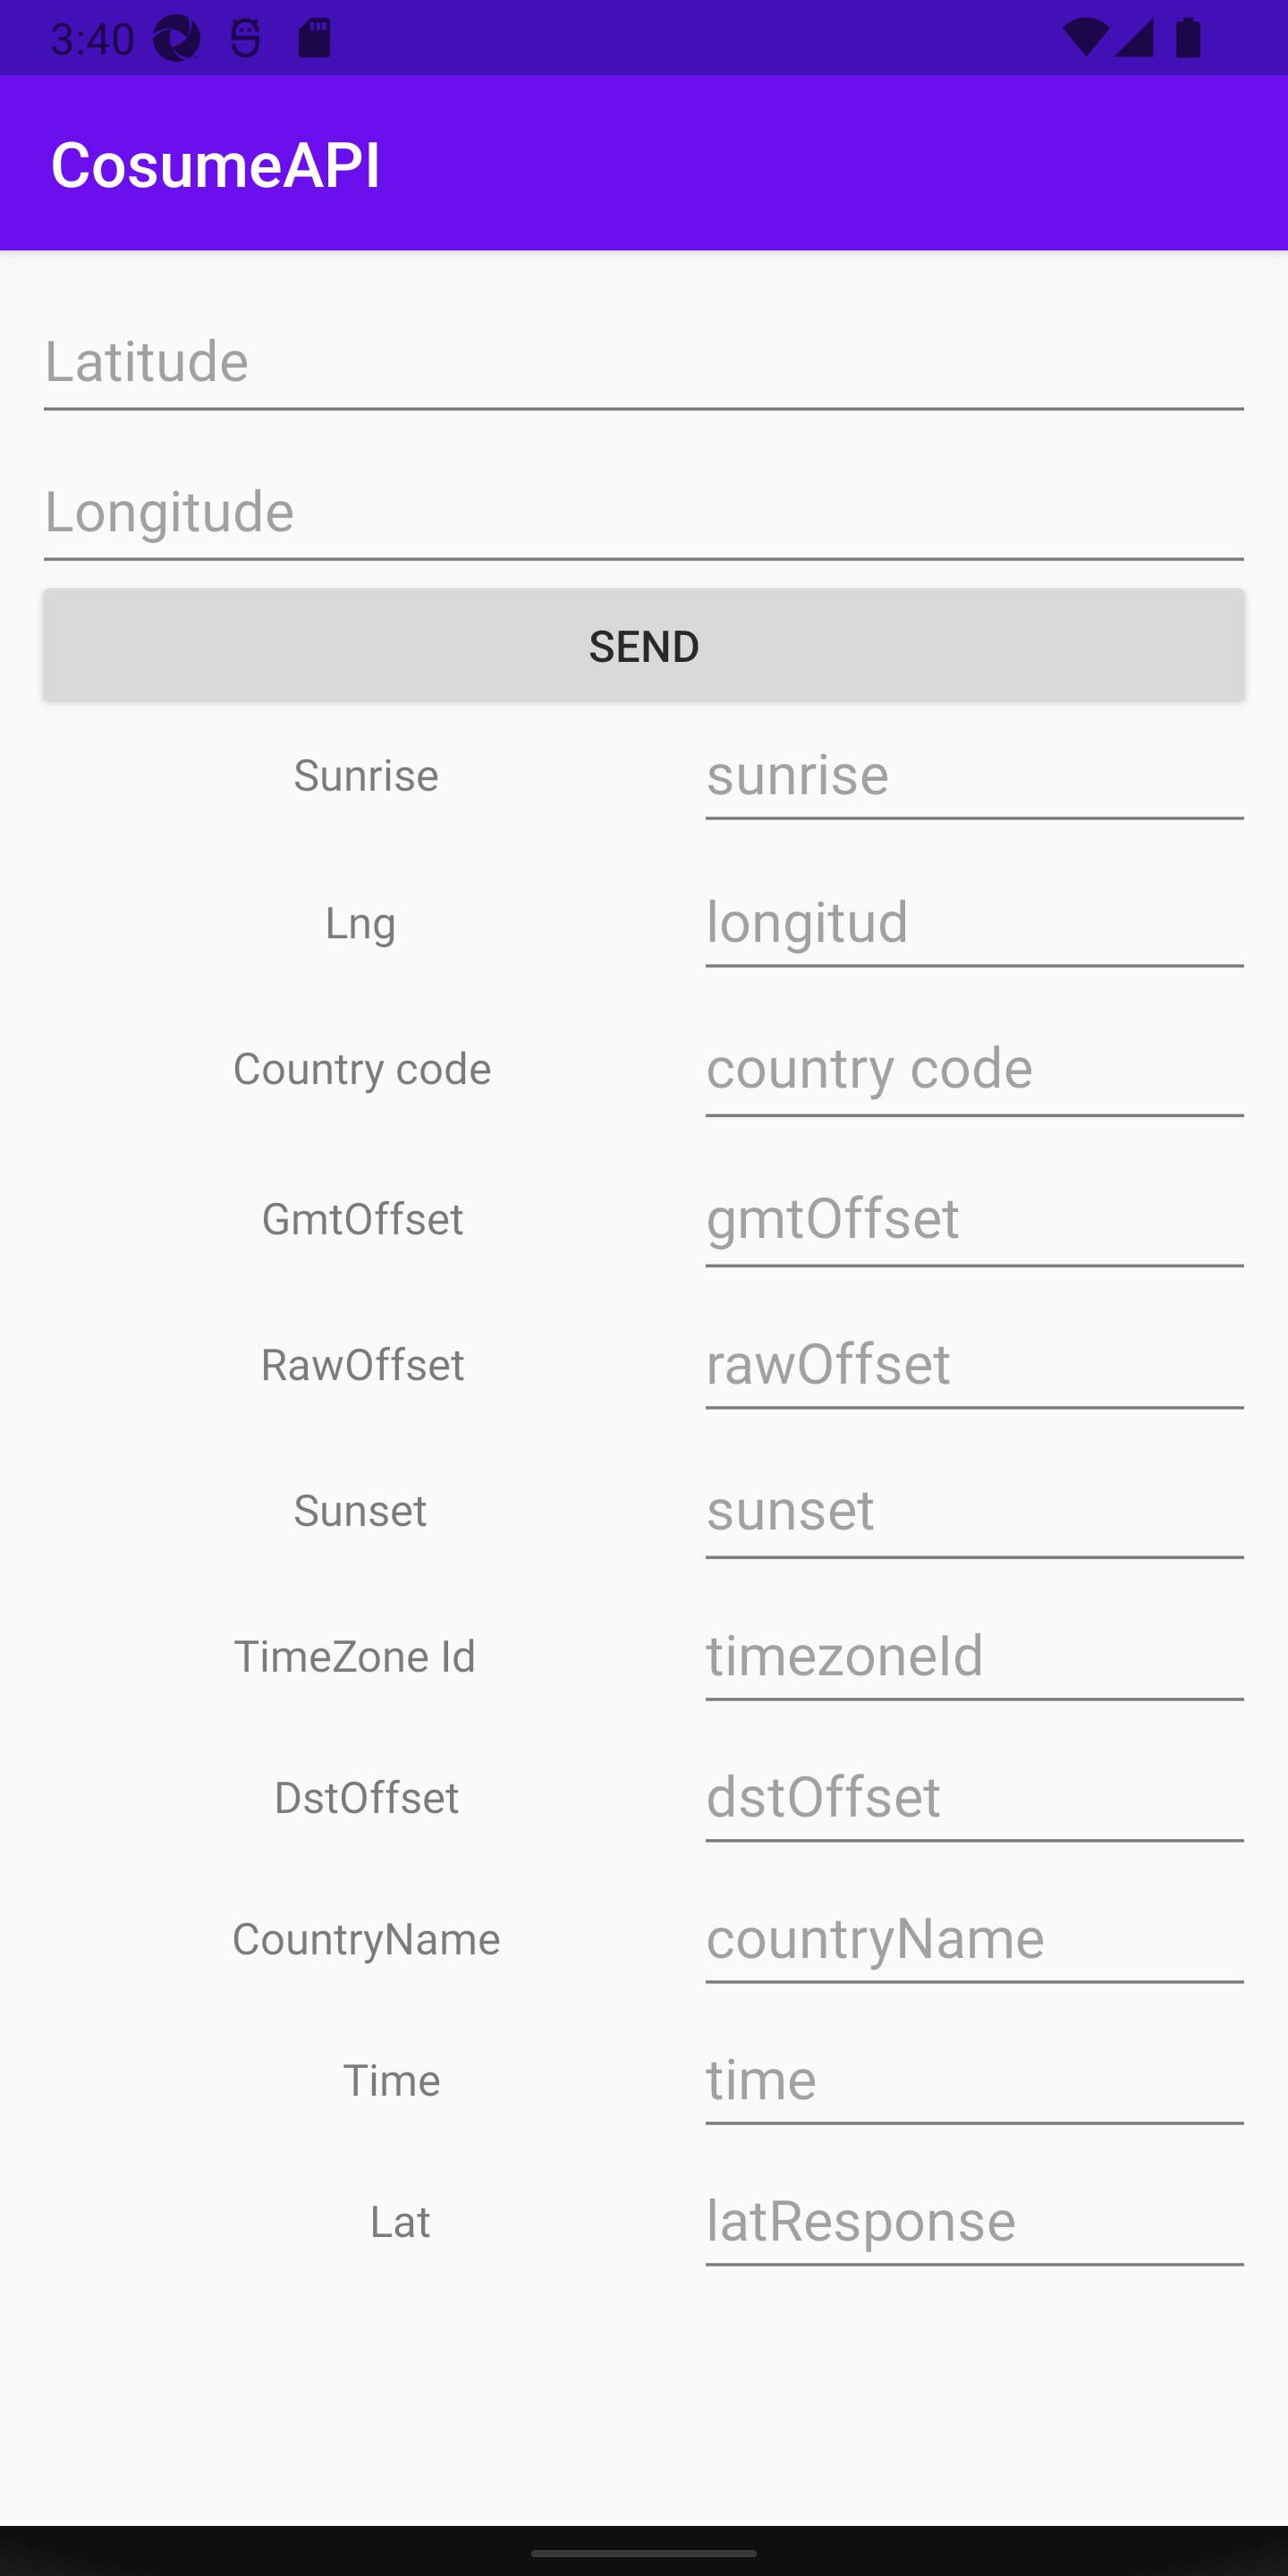 3:40
CosumeAPI
Latitude
Longitude
SEND
Sunrise sunrise
Lng longitud
Country code country code
GmtOffset gmtOffset
RawOffset rawOffset
Sunset sunset
TimeZone Id timezoneId
DstOffset dstOffset
CountryName countryName
Time time
Lat latResponse